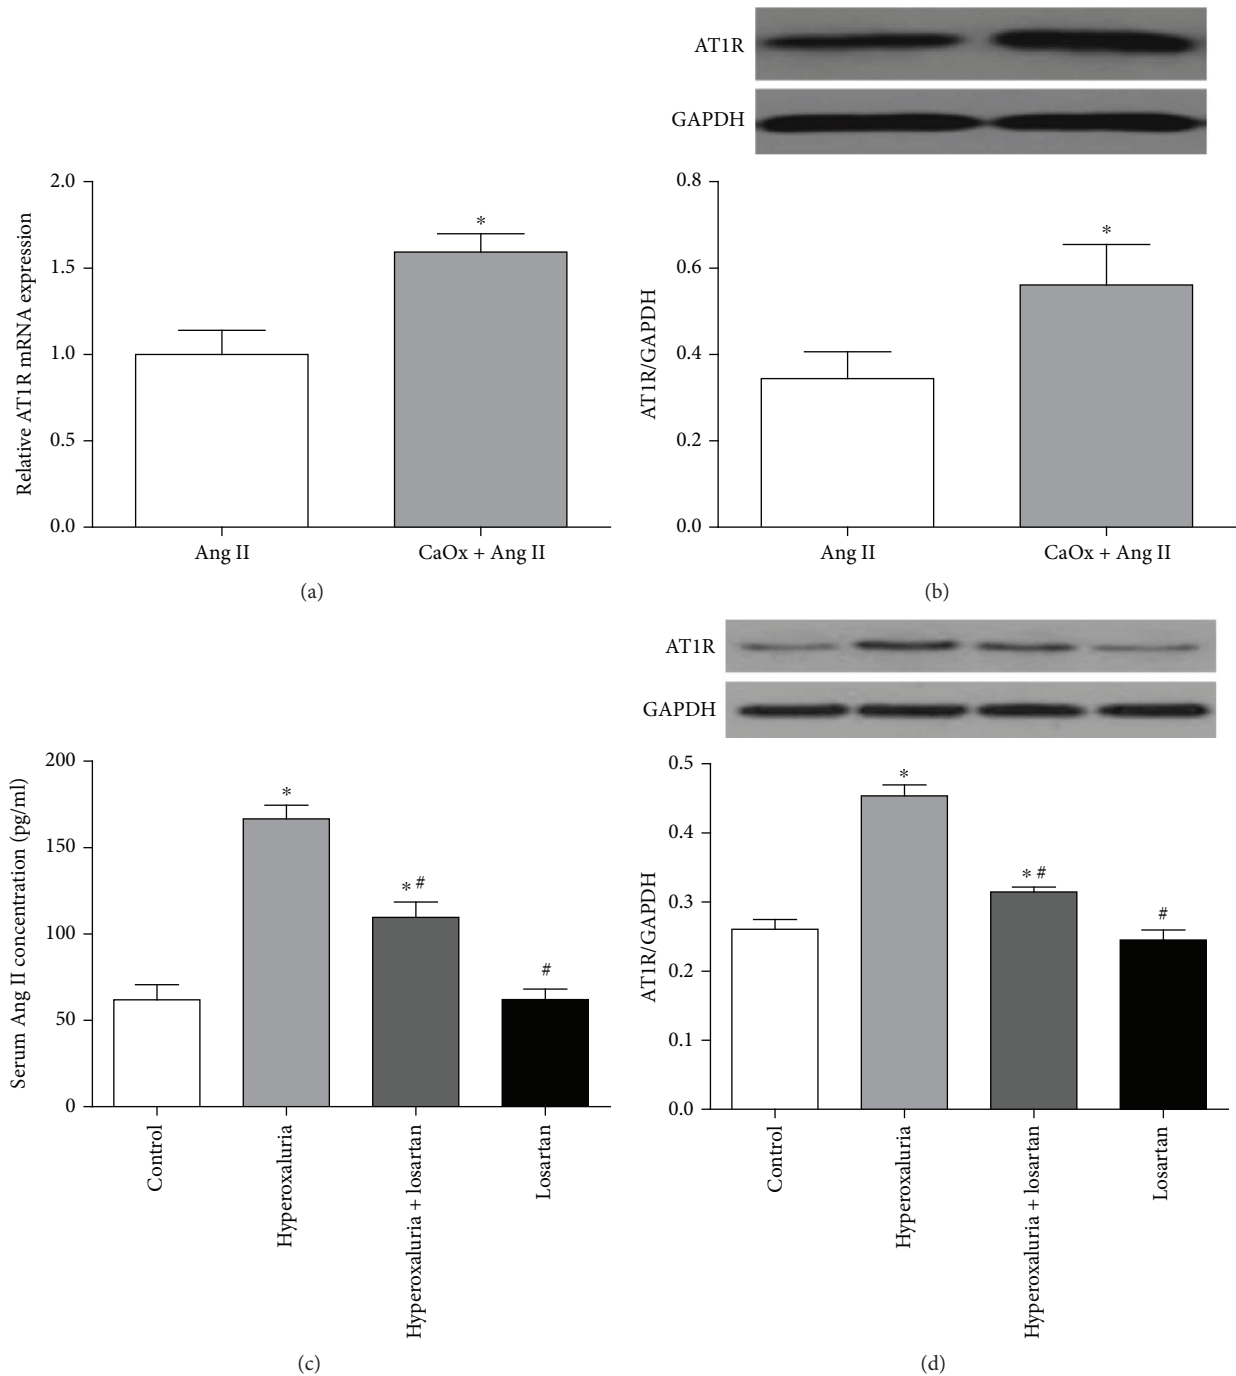 AT1R
GAPDH
2.0
1.5
1.0
0.5
0.0
Relative AT1R mRNA expression
*
Ang II
CaOx + Ang II
(a)
0.8
0.6
0.4
0.2
0.0
AT1R/GAPDH
*
Ang II
CaOx + Ang II
(b)
AT1R
GAPDH
200
150
100
50
0
Serum Ang II concentration (pg/ml)
*
* #
#
Control
Hyperoxaluria
Hyperoxaluria + losartan
Losartan
(c)
0.5
0.4
0.3
0.2
0.1
0.0
AT1R/GAPDH
*
* #
#
Control
Hyperoxaluria
Hyperoxaluria + losartan
Losartan
(d)